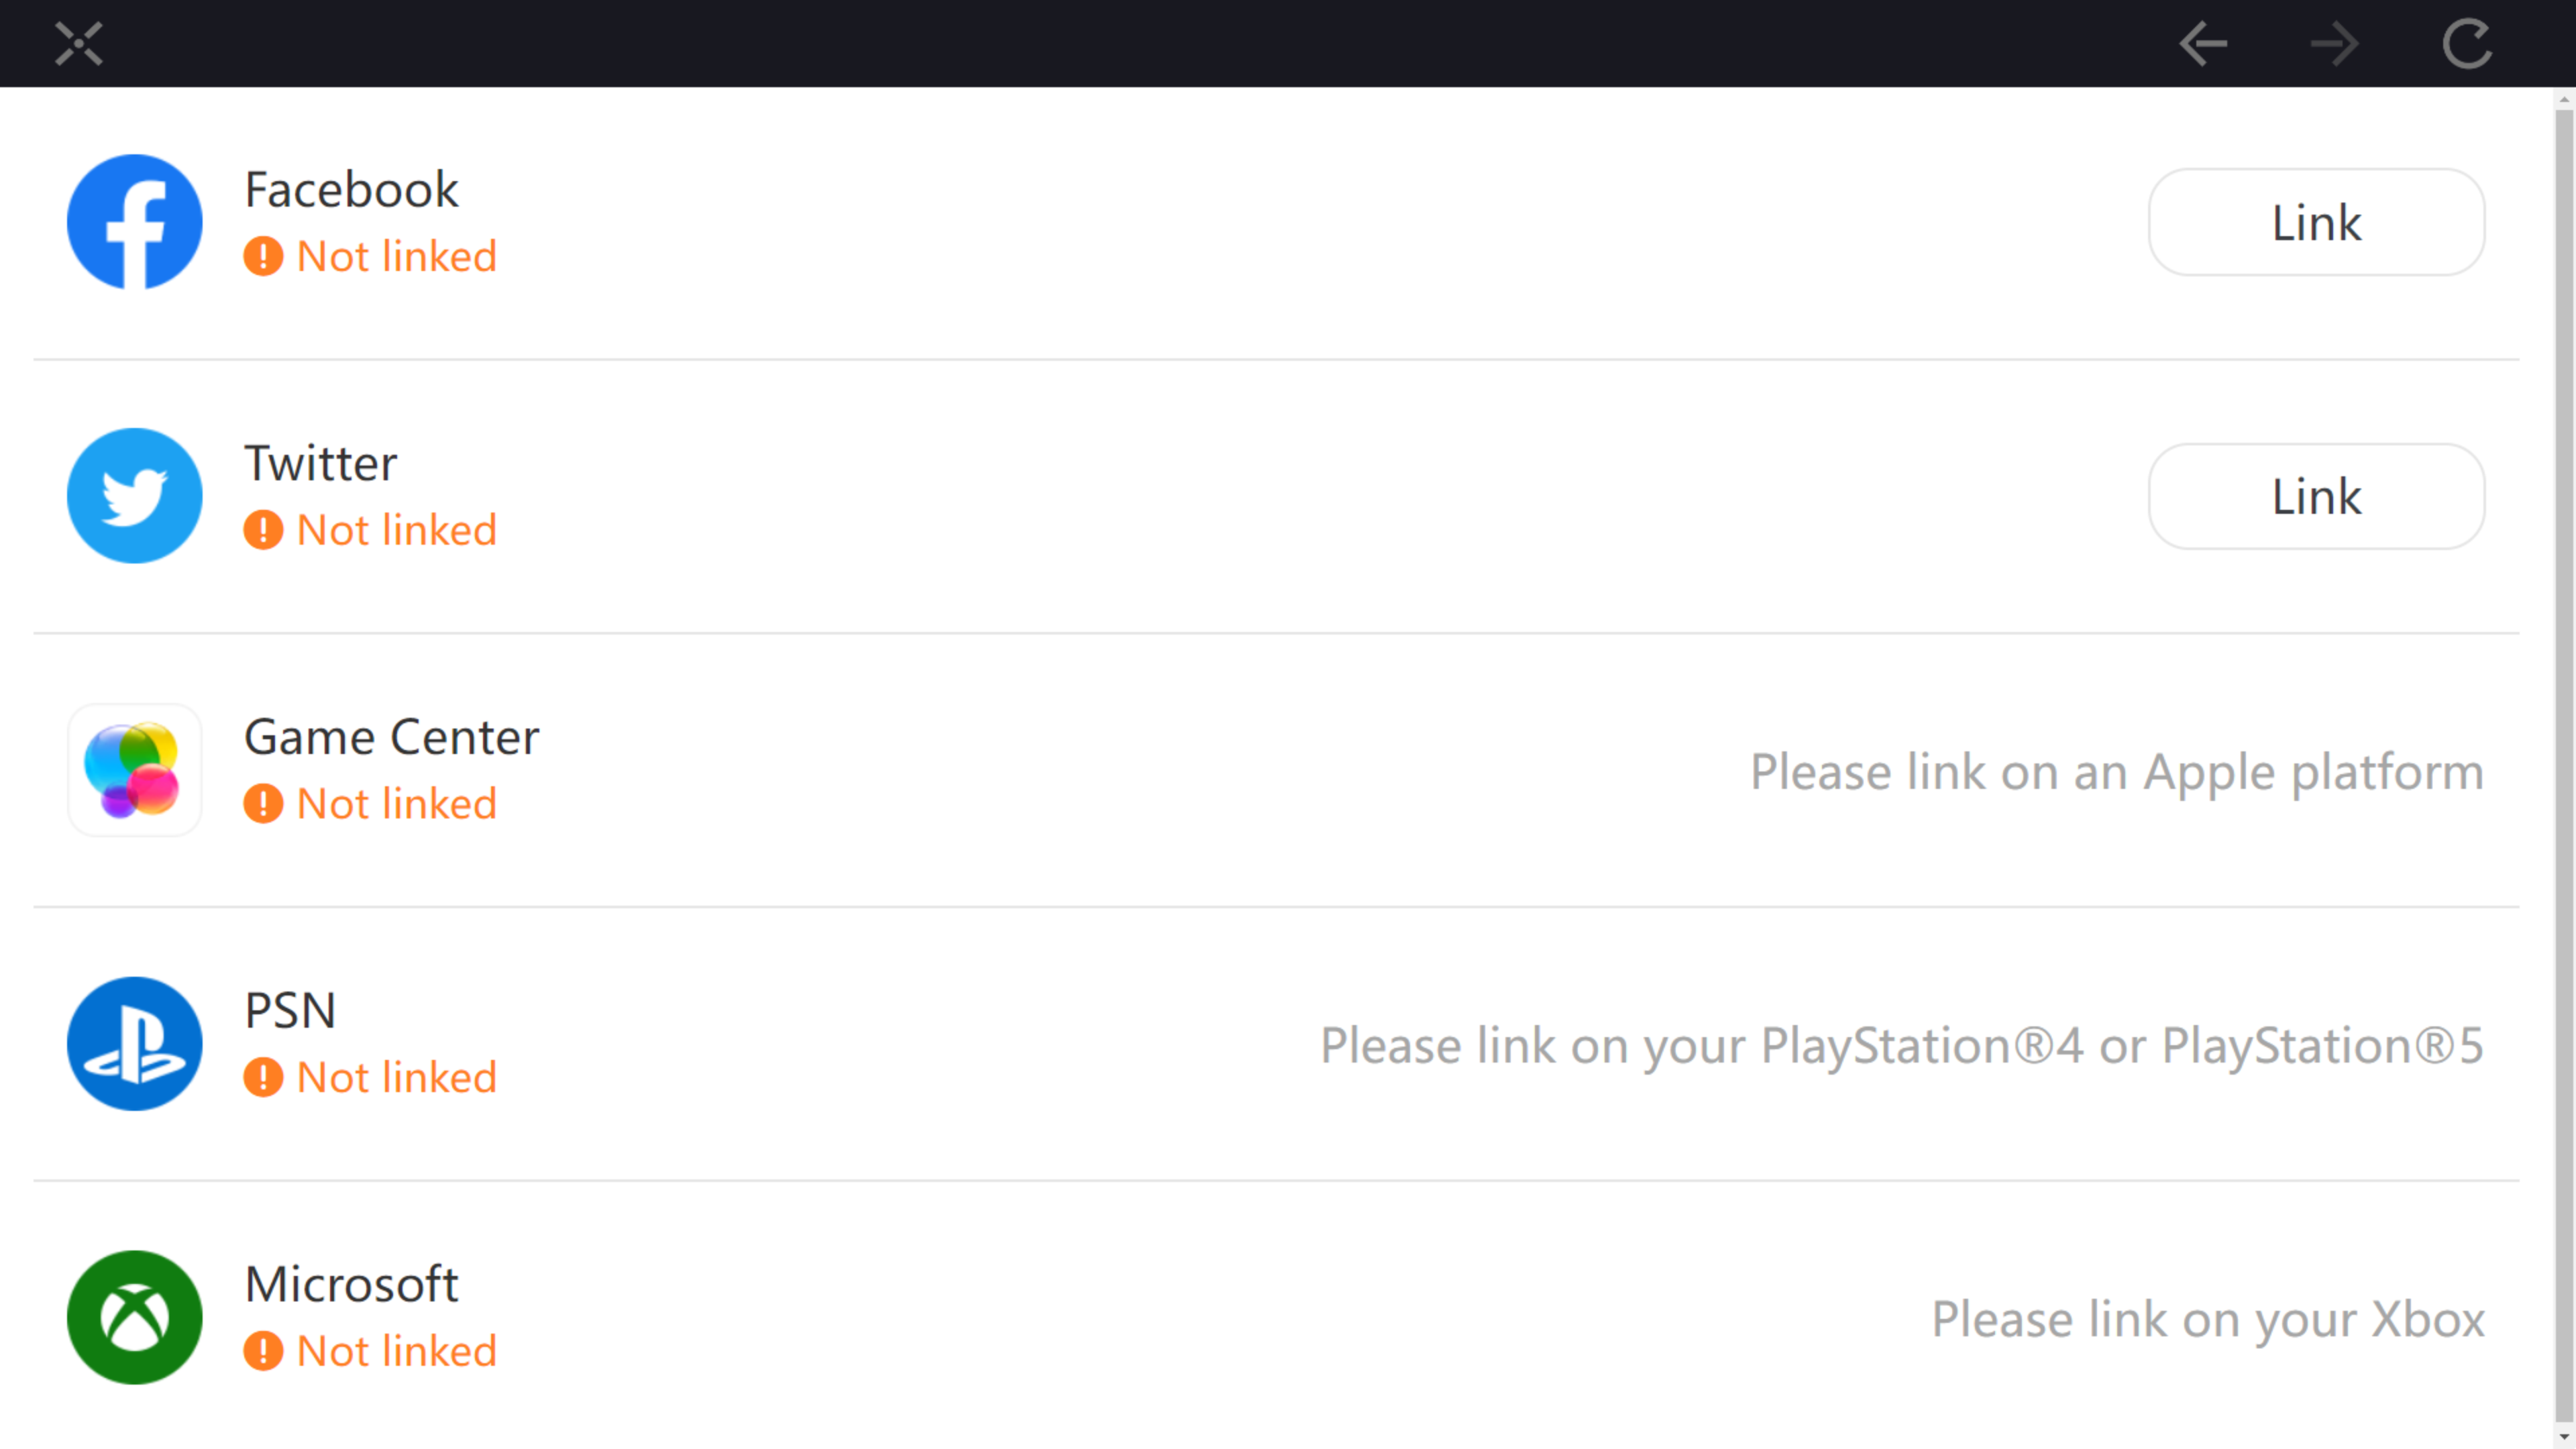 Facebook
Not linked
Link
Twitter
Not linked
Link
Game Center
Not linked
Please link on an Apple platform
PSN
Not linked
Please link on your PlayStation®4 or PlayStation®5
Microsoft
Not linked
Please link on your Xbox